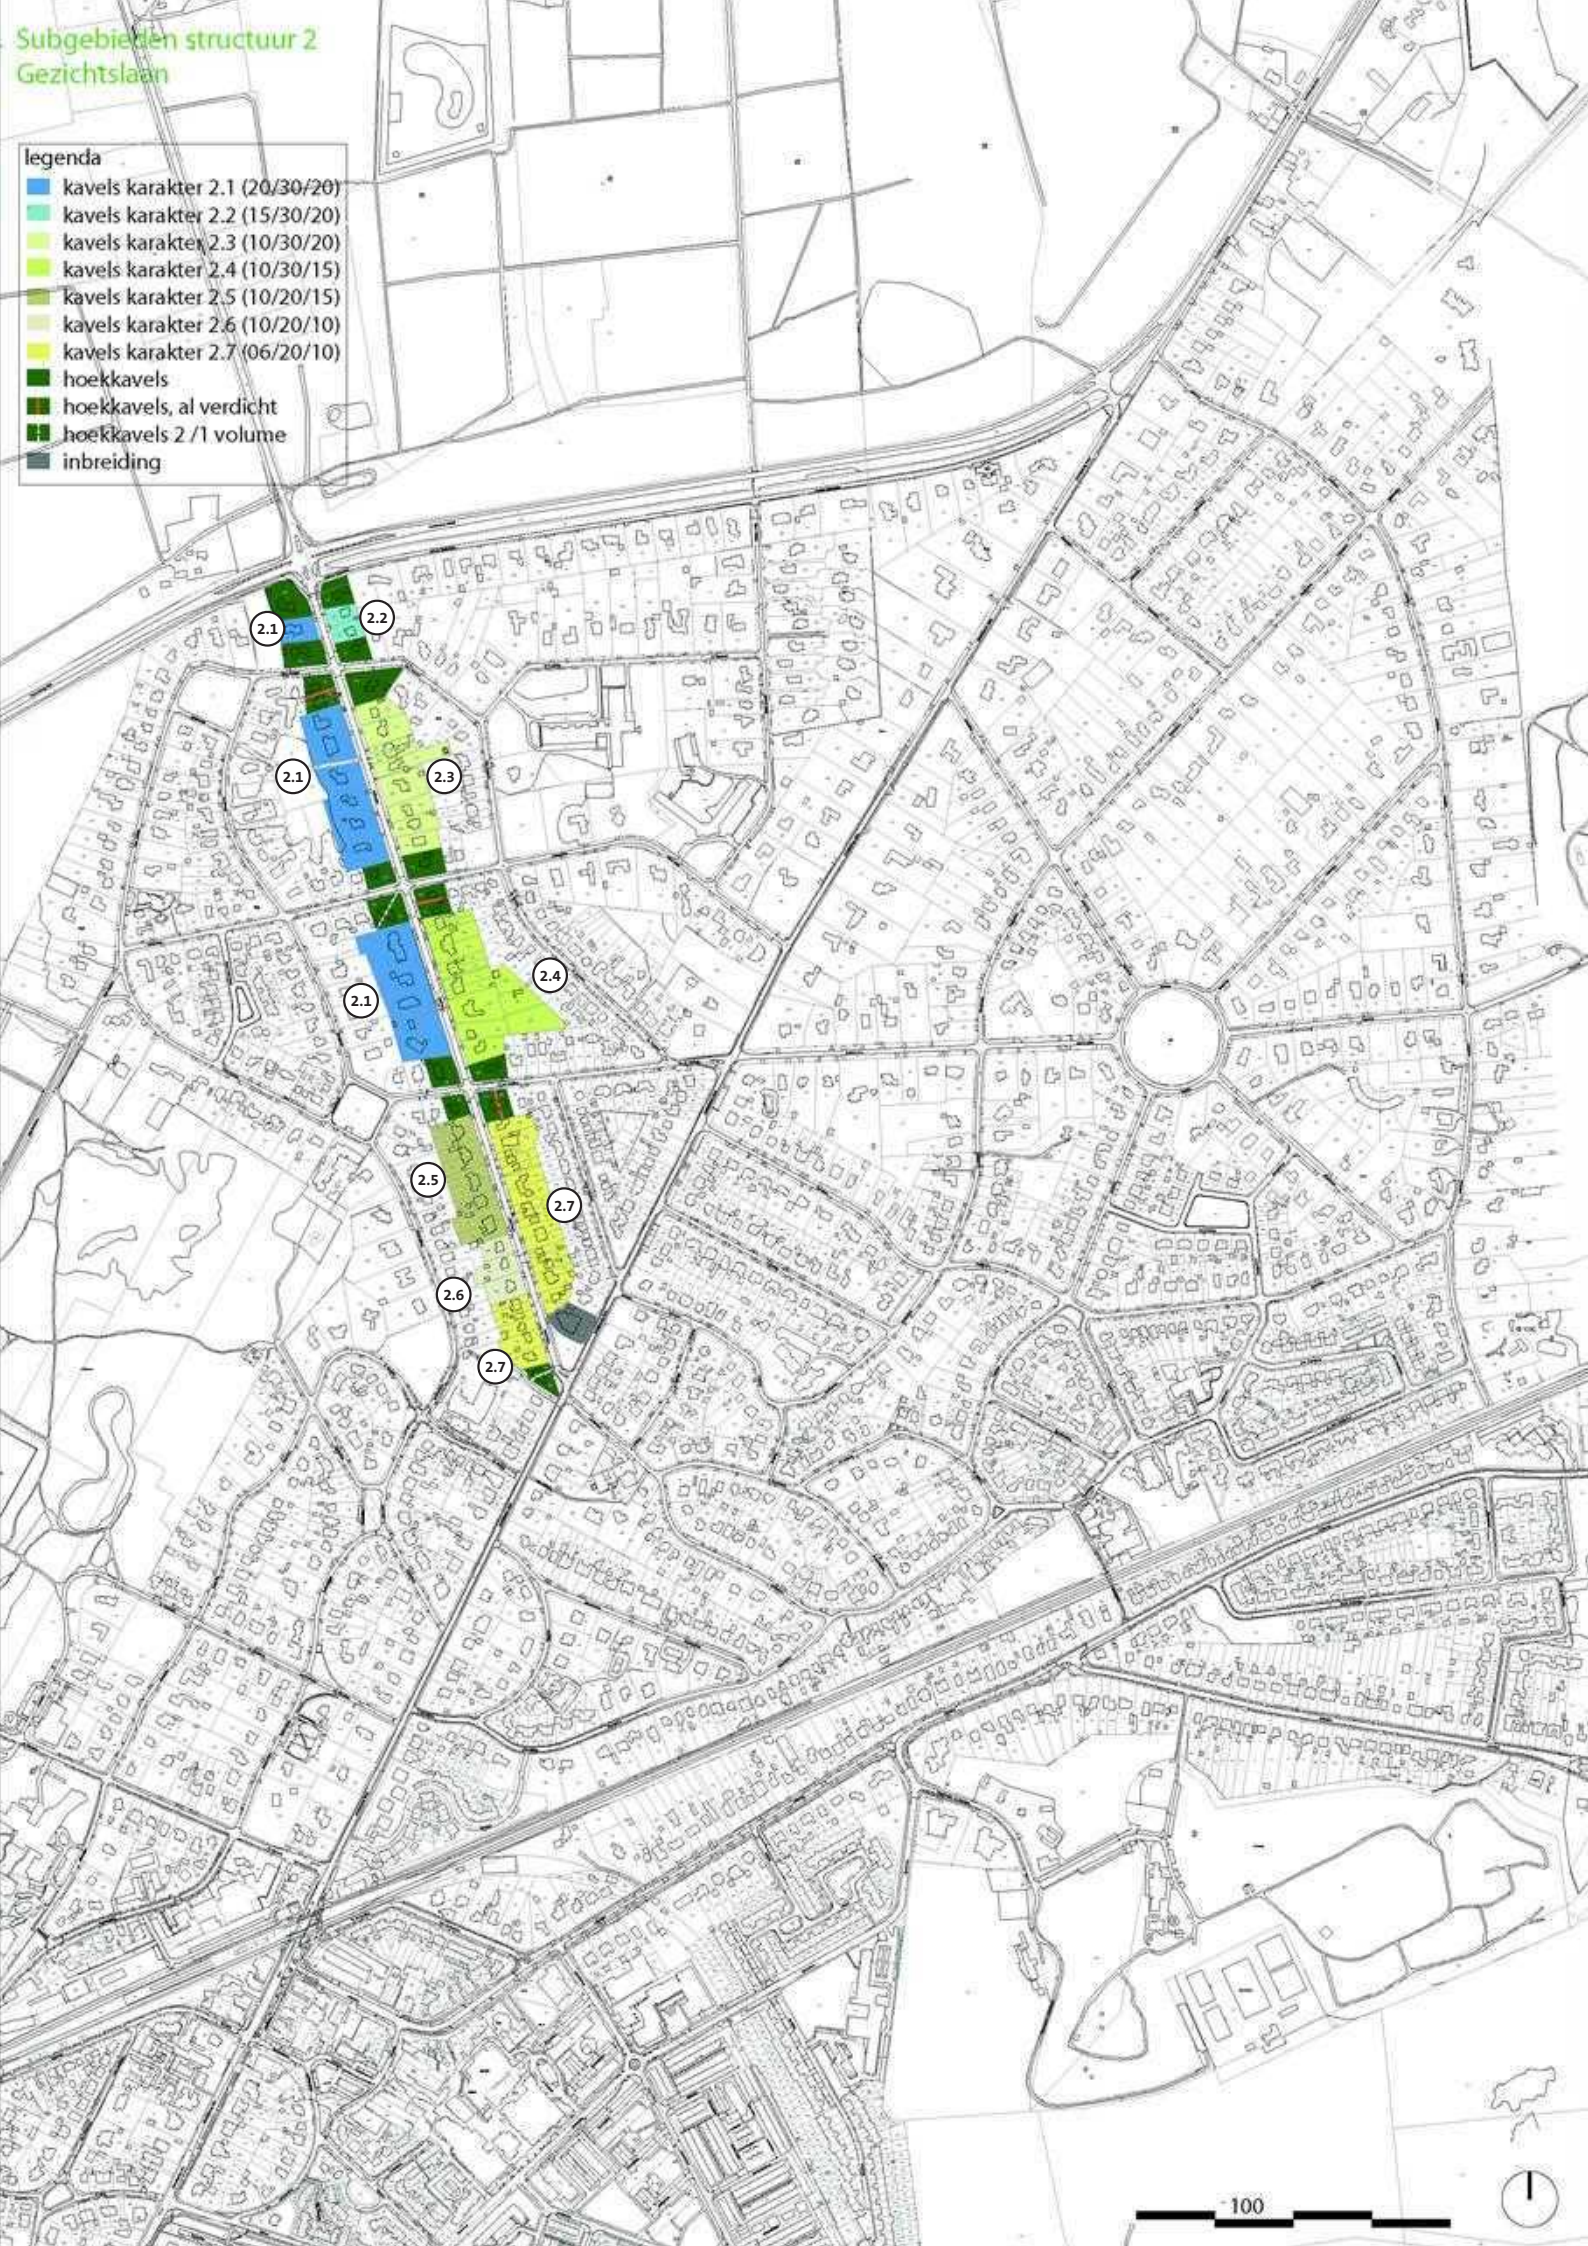 Subgebieden structuur 2
Gezichtslaan
legenda
kavels karakter 2.1 (20/30/20)
kavels karakter 2.2 (15/30/20)
kavels karakter 2.3 (10/30/20)
kavels karakter 2.4 (10/30/15)
kavels karakter 2.5 (10/20/15)
kavels karakter 2.6 (10/20/10)
kavels karakter 2.7 (06/20/10)
hoekkavels
hoekkavels, al verdicht
hoekkavels 2 /1 volume
inbreiding
2.2
2.1
2.1
2.3
2.4
2.1
2.5
2.7
2.6
2.7
100